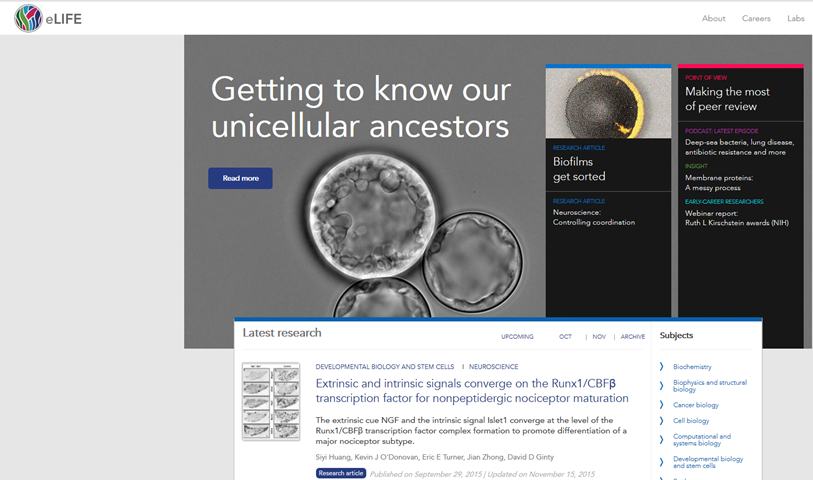 eLIFE
About Careers Labs
Getting to know our
unicellular ancestors
Read more
RESEARCH ARTICLE
Biofilms
get sorted
RESEARCH ARTICLE
Neuroscience:
Controlling coordination
POINT OF VIEW
Making the most
of peer review
PODCAST: LATEST EPISODE
Deep-sea bacteria, lung disease,
antibiotic resistance and more
INSIGHT
Membrane proteins:
A messy process
EARLY-CAREER RESEARCHERS
Webinar report:
Ruth L Kirschstein awards (NIH)
Latest research
UPCOMING OCT | NOV | ARCHIVE
DEVELOPMENTAL BIOLOGY AND STEM CELLS | NEUROSCIENCE
Extrinsic and intrinsic signals converge on the Runx1/CBFβ
transcription factor for nonpeptidergic nociceptor maturation
The extrinsic cue NGF and the intrinsic signal Islet1 converge at the level of the
Runx1/CBFβ transcription factor complex formation to promote differentiation of a
major nociceptor subtype.
Siyi Huang, Kevin J O'Donovan, Eric E Turner, Jian Zhong, David D Ginty
Research article Published on September 29, 2015 | Updated on November 15, 2015
Subjects
Biochemistry
Biophysics and structural
biology
Cancer biology
Cell biology
Computational and
systems biology
Developmental biology
and stem cells